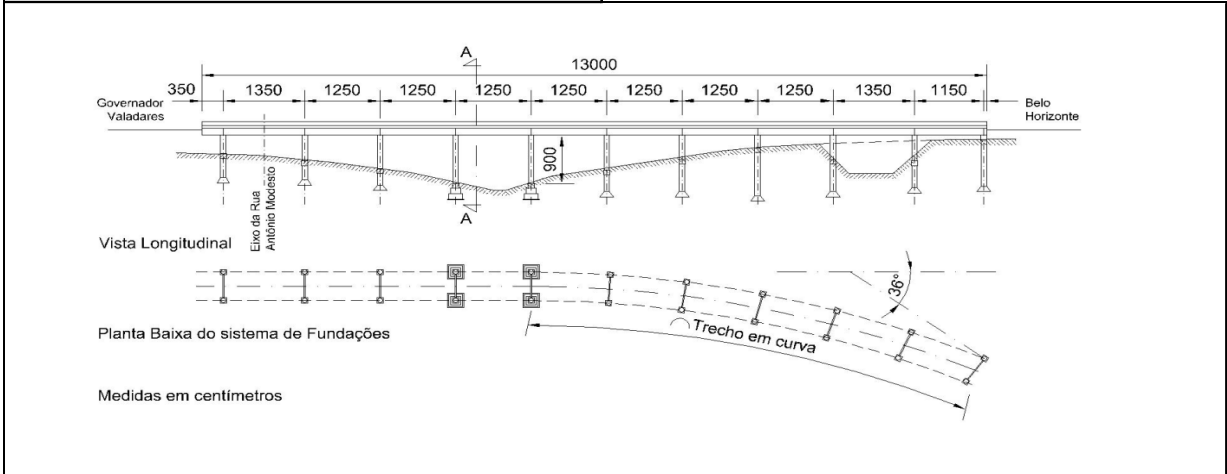 A
13000
350 1350 1250 1250 1250 1250 1250 1250 1250 1350 1150
Governador
Valadares
Belo
Horizonte
900
A
Eixo da Rua
Antônio Modesto
Vista Longitudinal
36°
Trecho em curva
Planta Baixa do sistema de Fundações
Medidas em centímetros